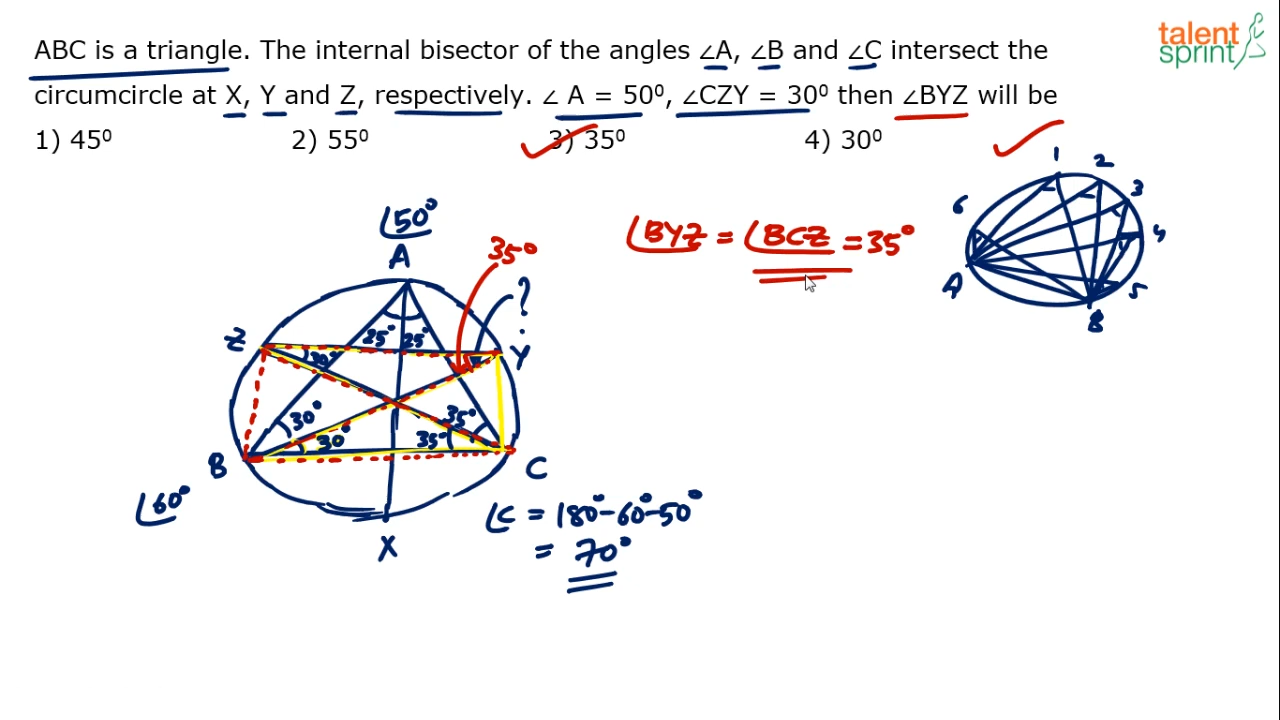 talent
sprint
ABC is a triangle. The internal bisector of the angles ∠A, ∠B and ∠C intersect the
circumcircle at X, Y and Z, respectively. ∠ A = 50⁰, ∠CZY = 30⁰ then ∠BYZ will be
1) 45⁰ 2) 55⁰ 3) 35⁰ 4) 30⁰
1 2 3 4 5 6 A B
∠50°
A
35°
?
∠BYZ = ∠BCZ = 35°
Z 25° 25° Y
30°
30° 35°
30° 35°
B C
∠60°
X
∠C = 180° - 60° - 50°
= 70°